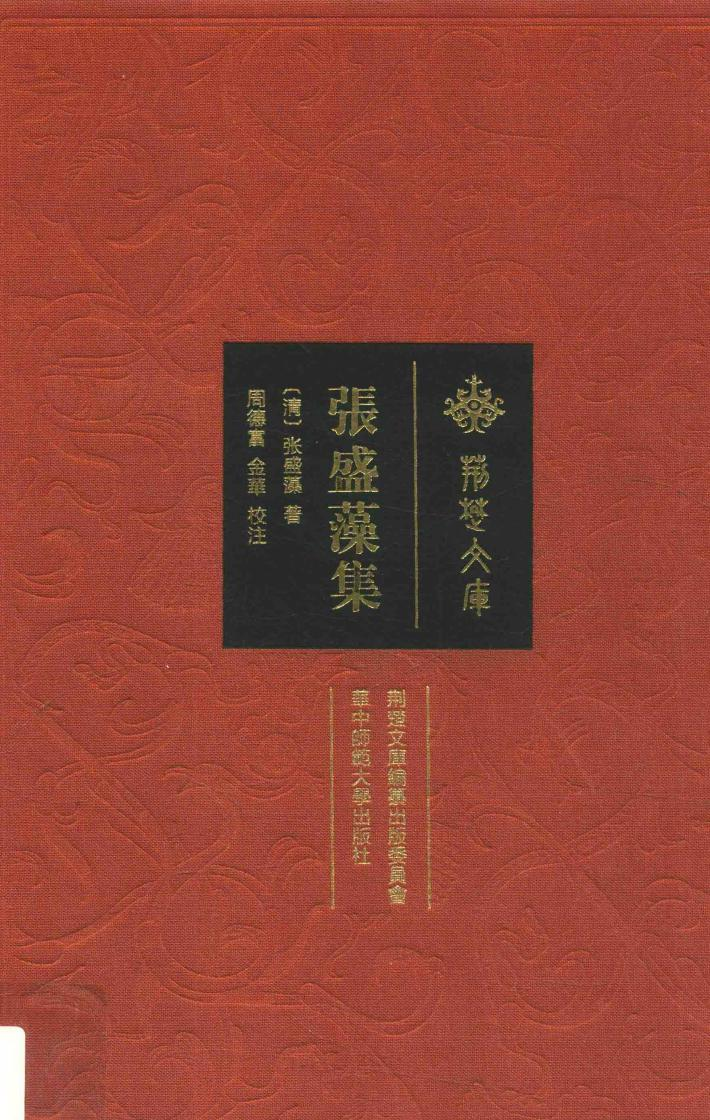 荆楚文庫
張盛藻集
〔清〕张盛藻 著
周德富 金華 校注
荆楚文庫編纂出版委員會
華中師範大學出版社